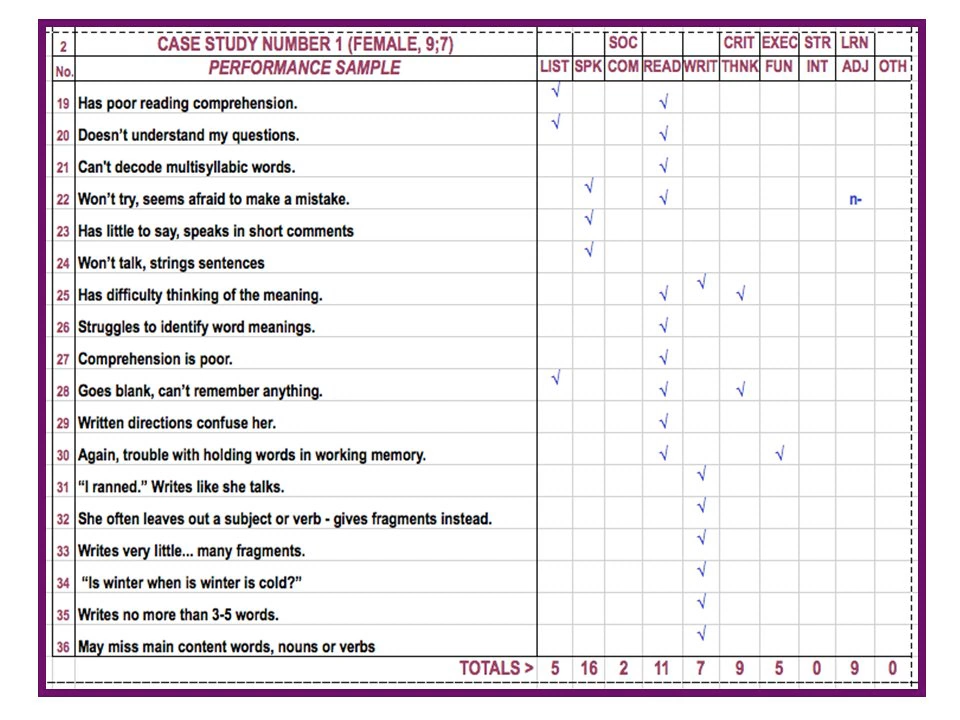 2 CASE STUDY NUMBER 1 (FEMALE, 9;7) SOC CRIT EXEC STR LRN
No. PERFORMANCE SAMPLE LIST SPK COM READ WRIT THNK FUN INT ADJ OTH
19 Has poor reading comprehension. √ √
20 Doesn't understand my questions. √ √
21 Can't decode multisyllabic words. √
22 Won't try, seems afraid to make a mistake. √ √ n-
23 Has little to say, speaks in short comments √
24 Won't talk, strings sentences √
25 Has difficulty thinking of the meaning. √ √ √
26 Struggles to identify word meanings. √
27 Comprehension is poor. √
28 Goes blank, can't remember anything. √ √ √
29 Written directions confuse her. √
30 Again, trouble with holding words in working memory. √ √
31 “I ranned.” Writes like she talks. √
32 She often leaves out a subject or verb - gives fragments instead. √
33 Writes very little... many fragments. √
34 “Is winter when is winter is cold?” √
35 Writes no more than 3-5 words. √
36 May miss main content words, nouns or verbs √
TOTALS > 5 16 2 11 7 9 5 0 9 0